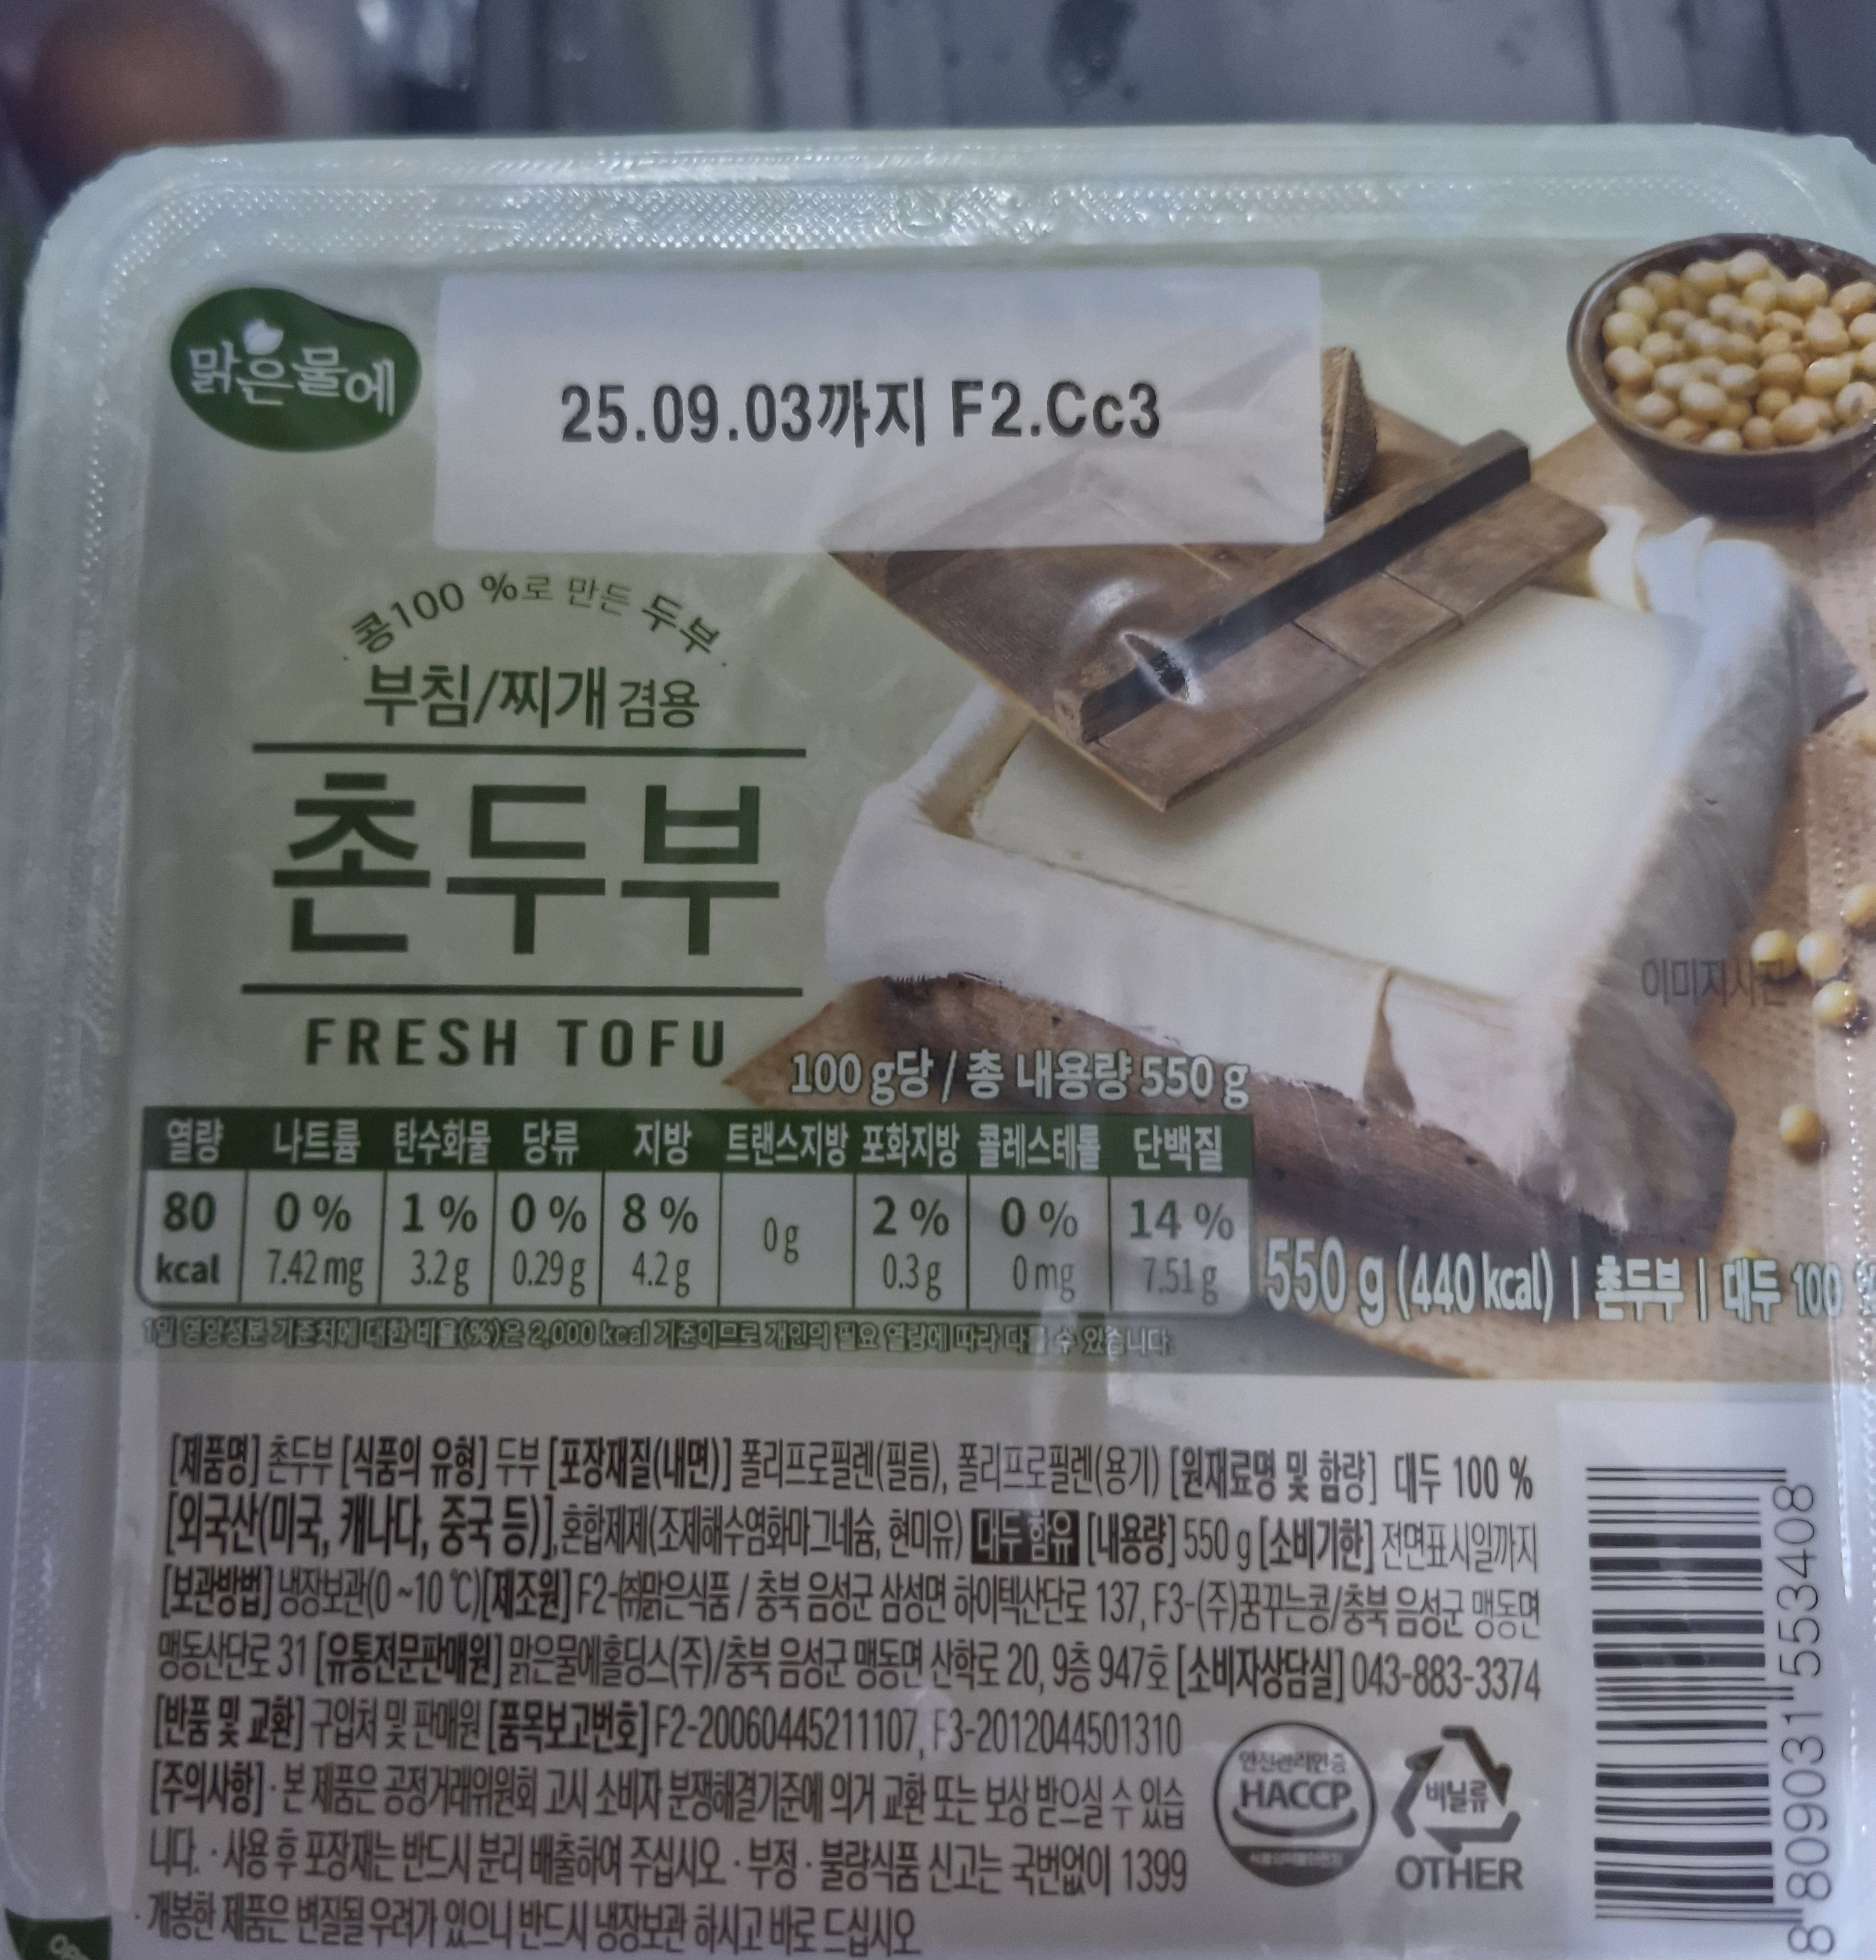 맑은물에
25.09.03까지 F2.Cc3
콩100 %로 만든 두부
부침/찌개 겸용
촌두부
FRESH TOFU
이미지사진
100 g당 / 총 내용량 550 g
열량 나트륨 탄수화물 당류 지방 트랜스지방 포화지방 콜레스테롤 단백질
80 0 % 1 % 0 % 8 % 0 g 2 % 0 % 14 %
kcal 7.42 mg 3.2 g 0.29 g 4.2 g 0.3 g 0 mg 7.51 g
550 g (440 kcal) | 촌두부 | 대두 100
1일 영양성분 기준치에 대한 비율(%)은 2,000 kcal 기준이므로 개인의 필요 열량에 따라 다를 수 있습니다.
[제품명] 촌두부 [식품의 유형] 두부 [포장재질(내면)] 폴리프로필렌(필름), 폴리프로필렌(용기) [원재료명 및 함량] 대두 100 %
[외국산(미국, 캐나다, 중국 등)], 혼합제제(조제해수염화마그네슘, 현미유) 대두 함유 [내용량] 550 g [소비기한] 전면표시일까지
[보관방법] 냉장보관(0 ~10 ℃)[제조원] F2-㈜맑은식품 / 충북 음성군 삼성면 하이텍산단로 137, F3-(주)꿈꾸는콩/충북 음성군 맹동면
맹동산단로 31 [유통전문판매원] 맑은물에홀딩스(주)/충북 음성군 맹동면 산학로 20, 9층 947호 [소비자상담실] 043-883-3374
[반품 및 교환] 구입처 및 판매원 [품목보고번호] F2-20060445211107, F3-2012044501310
[주의사항] · 본 제품은 공정거래위원회 고시 소비자 분쟁해결기준에 의거 교환 또는 보상 받으실 수 있습
니다. · 사용 후 포장재는 반드시 분리 배출하여 주십시오 · 부정 · 불량식품 신고는 국번없이 1399
· 개봉한 제품은 변질될 우려가 있으니 반드시 냉장보관 하시고 바로 드십시오
안전관리인증
HACCP
비닐류
OTHER
8 809031 553408